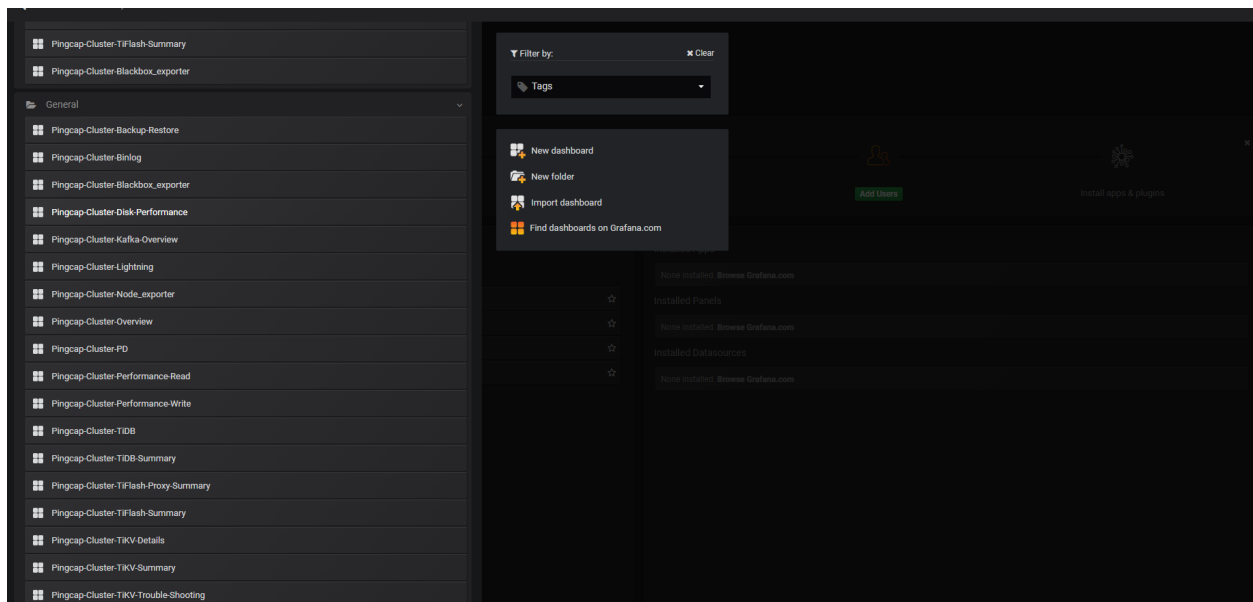 Pingcap-Cluster-TiFlash-Summary
Pingcap-Cluster-Blackbox_exporter
General
Pingcap-Cluster-Backup-Restore
Pingcap-Cluster-Binlog
Pingcap-Cluster-Blackbox_exporter
Pingcap-Cluster-Disk-Performance
Pingcap-Cluster-Kafka-Overview
Pingcap-Cluster-Lightning
Pingcap-Cluster-Node_exporter
Pingcap-Cluster-Overview
Pingcap-Cluster-PD
Pingcap-Cluster-Performance-Read
Pingcap-Cluster-Performance-Write
Pingcap-Cluster-TiDB
Pingcap-Cluster-TiDB-Summary
Pingcap-Cluster-TiFlash-Proxy-Summary
Pingcap-Cluster-TiFlash-Summary
Pingcap-Cluster-TiKV-Details
Pingcap-Cluster-TiKV-Summary
Pingcap-Cluster-TiKV-Trouble-Shooting
Filter by:
Clear
Tags
New dashboard
New folder
Import dashboard
Find dashboards on Grafana.com
Add Users
Install apps & plugins
None installed. Browse Grafana.com
Installed Panels
None installed. Browse Grafana.com
Installed Datasources
None installed. Browse Grafana.com